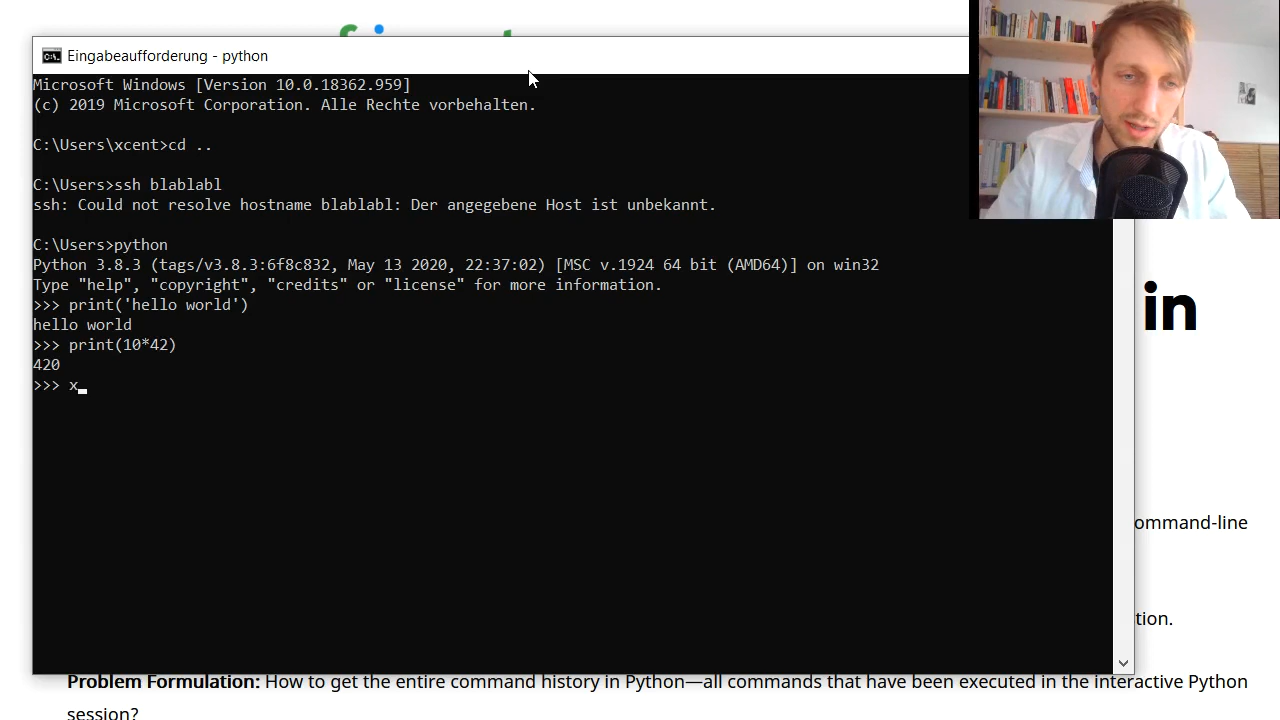 Eingabeaufforderung - python
Microsoft Windows [Version 10.0.18362.959]
(c) 2019 Microsoft Corporation. Alle Rechte vorbehalten.
C:\Users\xcent>cd ..
C:\Users>ssh blablabl
ssh: Could not resolve hostname blablabl: Der angegebene Host ist unbekannt.
C:\Users>python
Python 3.8.3 (tags/v3.8.3:6f8c832, May 13 2020, 22:37:02) [MSC v.1924 64 bit (AMD64)] on win32
Type "help", "copyright", "credits" or "license" for more information.
>>> print('hello world')
hello world
>>> print(10*42)
420
>>> x
in
ommand-line
tion.
Problem Formulation: How to get the entire command history in Python—all commands that have been executed in the interactive Python
session?